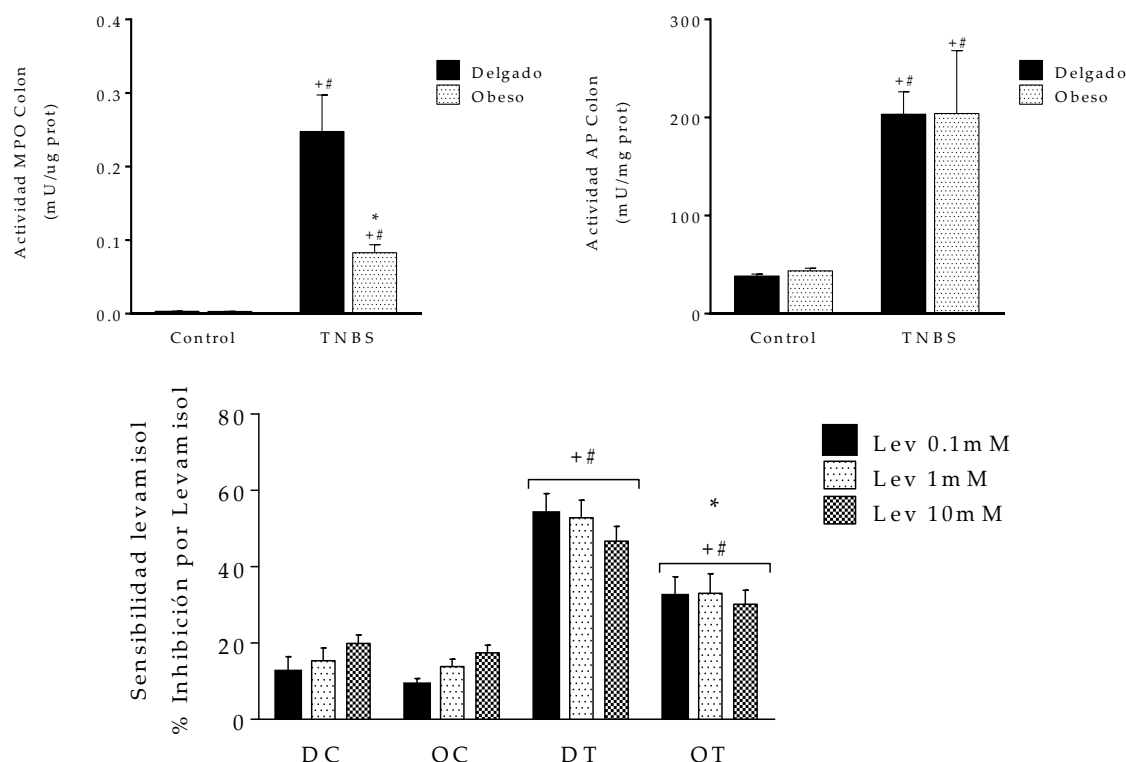 Actividad MPO Colon
(mU/ug prot)
0.4
0.3
0.2
0.1
0.0
+#
*
+#
Control
TNBS
Delgado
Obeso
Actividad AP Colon
(mU/mg prot)
300
200
100
0
+#
+#
Control
TNBS
Delgado
Obeso
Sensibilidad levamisol
% Inhibición por Levamisol
80
60
40
20
0
+#
*
+#
DC
OC
DT
OT
Lev 0.1mM
Lev 1mM
Lev 10mM